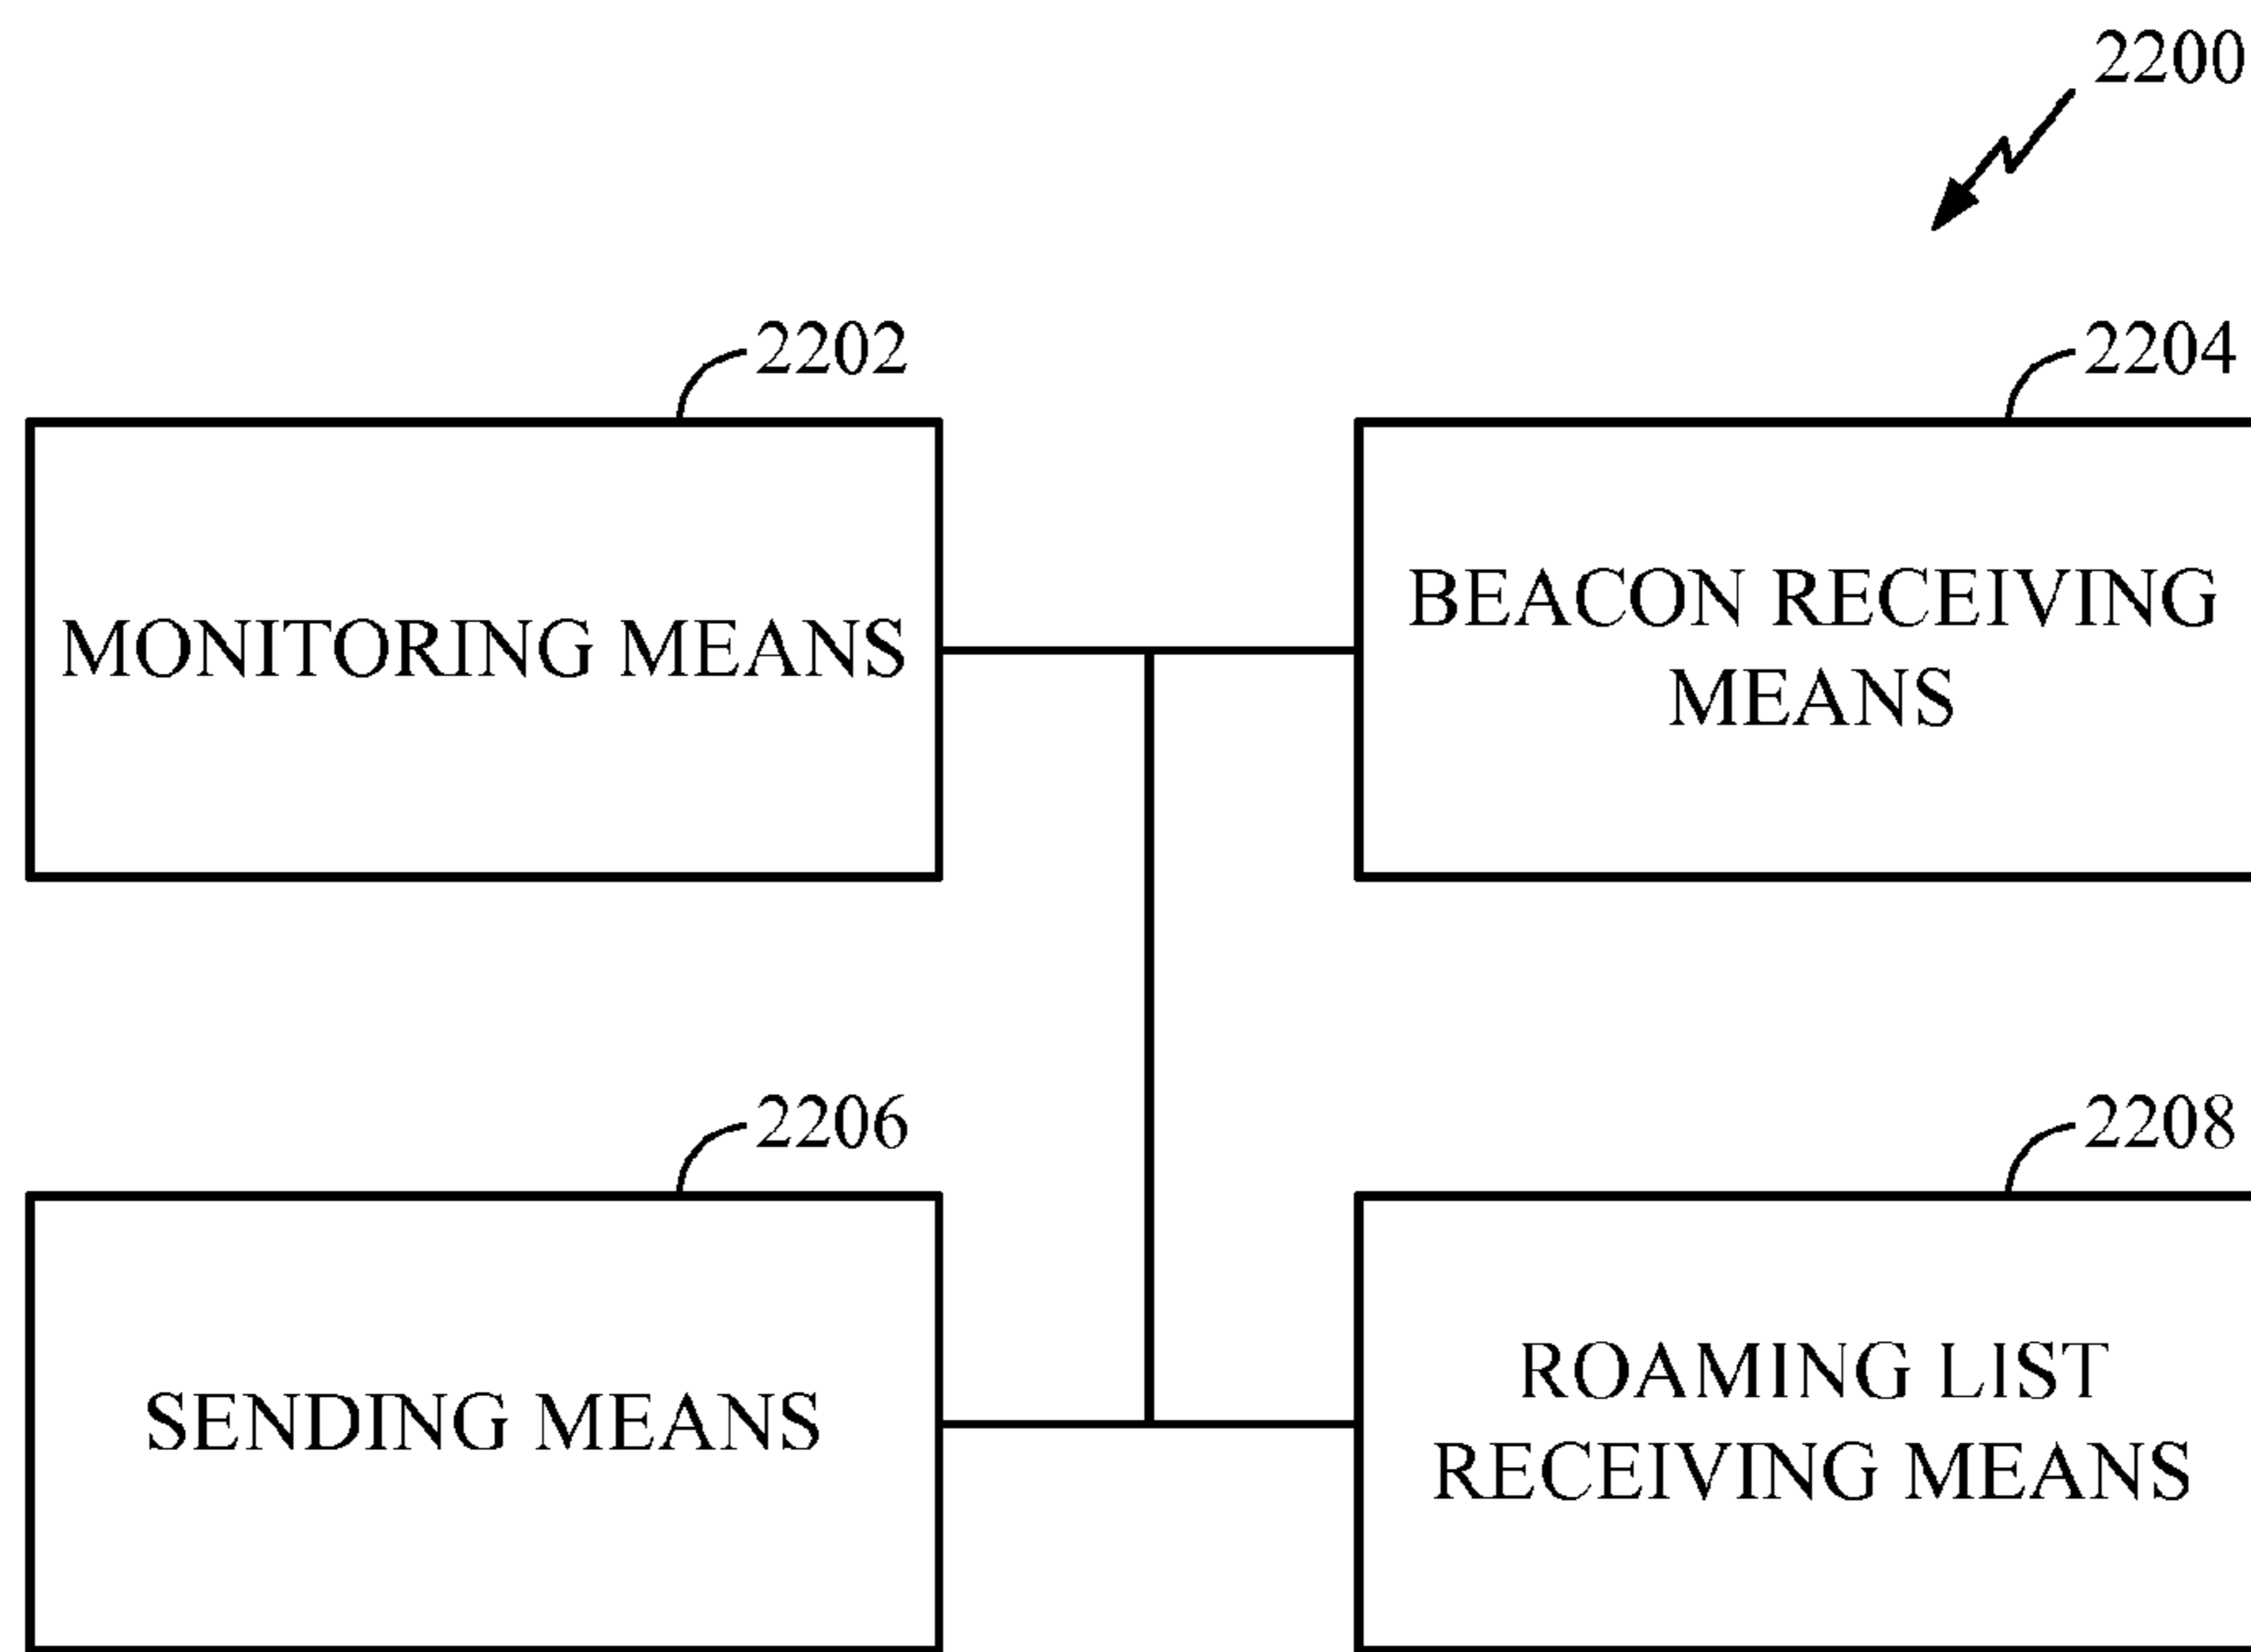 2200
2202
2204
MONITORING MEANS
BEACON RECEIVING
MEANS
2206
2208
SENDING MEANS
ROAMING LIST
RECEIVING MEANS